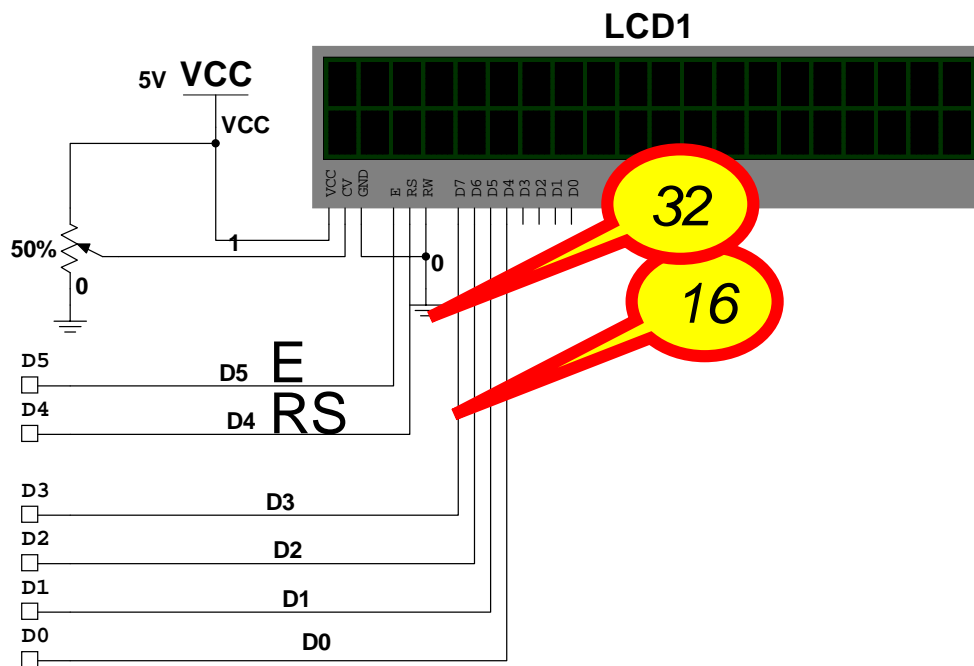 LCD1
5V VCC
VCC
VCC CV GND E RS RW D7 D6 D5 D4 D3 D2 D1 D0
32
50% 1 0
0
16
D5
D5 E
D4
D4 RS
D3
D3
D2
D2
D1
D1
D0
D0